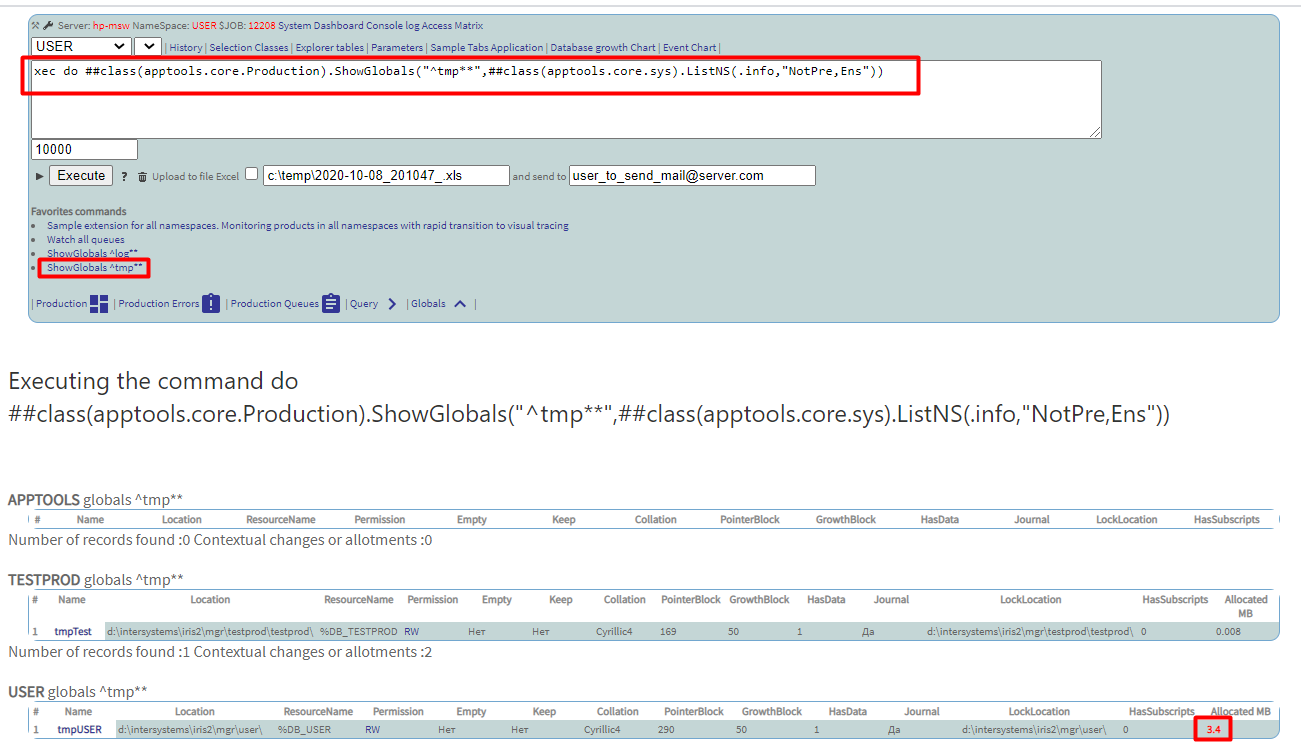 Server: hp-msw NameSpace: USER $JOB: 12208 System Dashboard Console log Access Matrix
USER | History | Selection Classes | Explorer tables | Parameters | Sample Tabs Application | Database growth Chart | Event Chart |
xec do ##class(apptools.core.Production).ShowGlobals("^tmp**",##class(apptools.core.sys).ListNS(.info,"NotPre,Ens"))
10000
Execute ? Upload to file Excel c:\temp\2020-10-08_201047_.xls and send to user_to_send_mail@server.com
Favorites commands
Sample extension for all namespaces. Monitoring products in all namespaces with rapid transition to visual tracing
Watch all queues
ShowGlobals ^log**
ShowGlobals ^tmp**
| Production | Production Errors | Production Queues | Query | Globals |
Executing the command do
##class(apptools.core.Production).ShowGlobals("^tmp**",##class(apptools.core.sys).ListNS(.info,"NotPre,Ens"))
APPTOOLS globals ^tmp**
# Name Location ResourceName Permission Empty Keep Collation PointerBlock GrowthBlock HasData Journal LockLocation HasSubscripts
Number of records found :0 Contextual changes or allotments :0
TESTPROD globals ^tmp**
# Name Location ResourceName Permission Empty Keep Collation PointerBlock GrowthBlock HasData Journal LockLocation HasSubscripts Allocated MB
1 tmpTest d:\intersystems\iris2\mgr\testprod\testprod\ %DB_TESTPROD RW Нет Нет Cyrillic4 169 50 1 Да d:\intersystems\iris2\mgr\testprod\testprod\ 0 0.008
Number of records found :1 Contextual changes or allotments :2
USER globals ^tmp**
# Name Location ResourceName Permission Empty Keep Collation PointerBlock GrowthBlock HasData Journal LockLocation HasSubscripts Allocated MB
1 tmpUSER d:\intersystems\iris2\mgr\user\ %DB_USER RW Нет Нет Cyrillic4 290 50 1 Да d:\intersystems\iris2\mgr\user\ 0 3.4